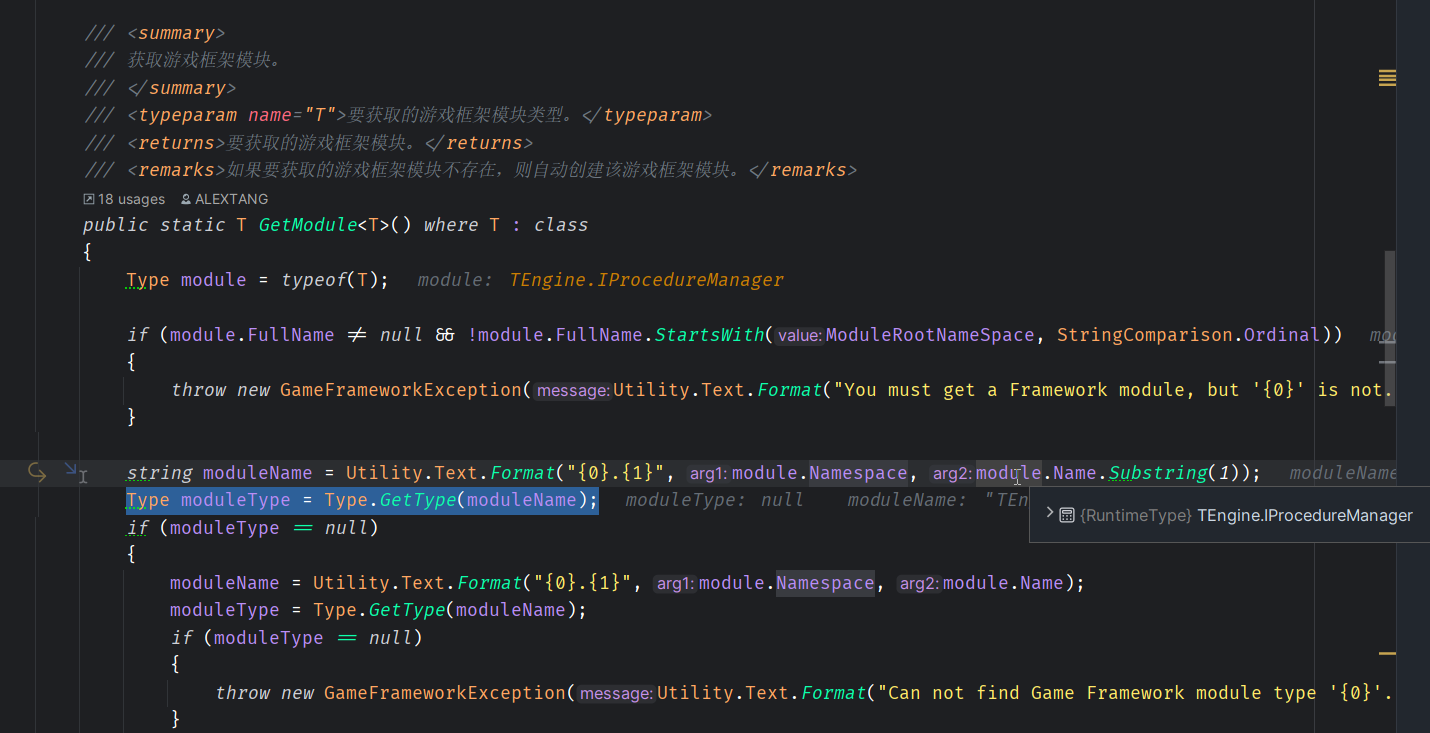 /// <summary>
/// 获取游戏框架模块。
/// </summary>
/// <typeparam name="T">要获取的游戏框架模块类型。</typeparam>
/// <returns>要获取的游戏框架模块。</returns>
/// <remarks>如果要获取的游戏框架模块不存在，则自动创建该游戏框架模块。</remarks>
18 usages ALEXTANG
public static T GetModule<T>() where T : class
{
Type module = typeof(T); module: TEngine.IProcedureManager
if (module.FullName != null && !module.FullName.StartsWith(value:ModuleRootNameSpace, StringComparison.Ordinal))
{
throw new GameFrameworkException(message:Utility.Text.Format("You must get a Framework module, but '{0}' is not.
}
string moduleName = Utility.Text.Format("{0}.{1}", arg1:module.Namespace, arg2:module.Name.Substring(1)); moduleName
Type moduleType = Type.GetType(moduleName); moduleType: null moduleName: "TEn
{RuntimeType} TEngine.IProcedureManager
if (moduleType == null)
{
moduleName = Utility.Text.Format("{0}.{1}", arg1:module.Namespace, arg2:module.Name);
moduleType = Type.GetType(moduleName);
if (moduleType == null)
{
throw new GameFrameworkException(message:Utility.Text.Format("Can not find Game Framework module type '{0}'.
}